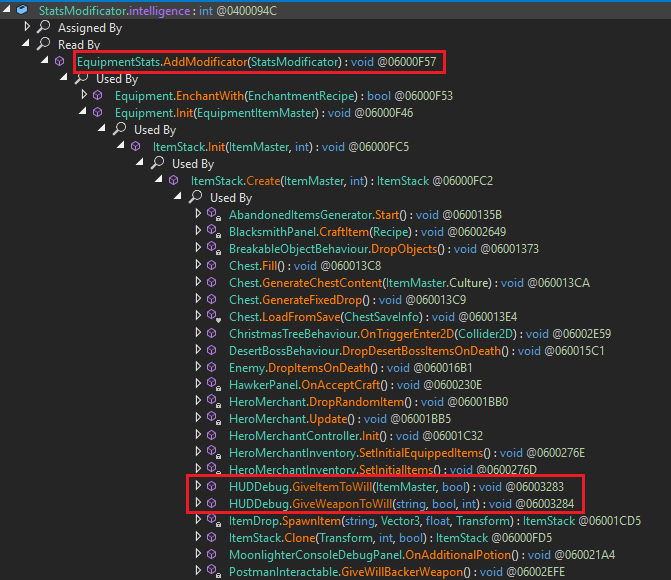 StatsModificator.intelligence : int @0400094C
Assigned By
Read By
EquipmentStats.AddModificator(StatsModificator) : void @06000F57
Used By
Equipment.EnchantWith(EnchantmentRecipe) : bool @06000F53
Equipment.Init(EquipmentItemMaster) : void @06000F46
Used By
ItemStack.Init(ItemMaster, int) : void @06000FC5
Used By
ItemStack.Create(ItemMaster, int) : ItemStack @06000FC2
Used By
AbandonedItemsGenerator.Start() : void @0600135B
BlacksmithPanel.CraftItem(Recipe) : void @06002649
BreakableObjectBehaviour.DropObjects() : void @06001373
Chest.Fill() : void @060013C8
Chest.GenerateChestContent(ItemMaster.Culture) : void @060013CA
Chest.GenerateFixedDrop() : void @060013C9
Chest.LoadFromSave(ChestSaveInfo) : void @060013E4
ChristmasTreeBehaviour.OnTriggerEnter2D(Collider2D) : void @06002E59
DesertBossBehaviour.DropDesertBossItemsOnDeath() : void @060015C1
Enemy.DropItemsOnDeath() : void @060016B1
HawkerPanel.OnAcceptCraft() : void @0600230E
HeroMerchant.DropRandomItem() : void @06001BB0
HeroMerchant.Update() : void @06001BB5
HeroMerchantController.Init() : void @06001C32
HeroMerchantInventory.SetInitialEquippedItems() : void @0600276E
HeroMerchantInventory.SetInitialItems() : void @0600276D
HUDDebug.GiveItemToWill(ItemMaster, bool) : void @06003283
HUDDebug.GiveWeaponToWill(string, bool, int) : void @06003284
ItemDrop.SpawnItem(string, Vector3, float, Transform) : ItemStack @06001CD5
ItemStack.Clone(Transform, int, bool) : ItemStack @06000FD5
MoonlighterConsoleDebugPanel.OnAdditionalPotion() : void @060021A4
PostmanInteractable.GiveWillBackerWeapon() : void @06002EFE